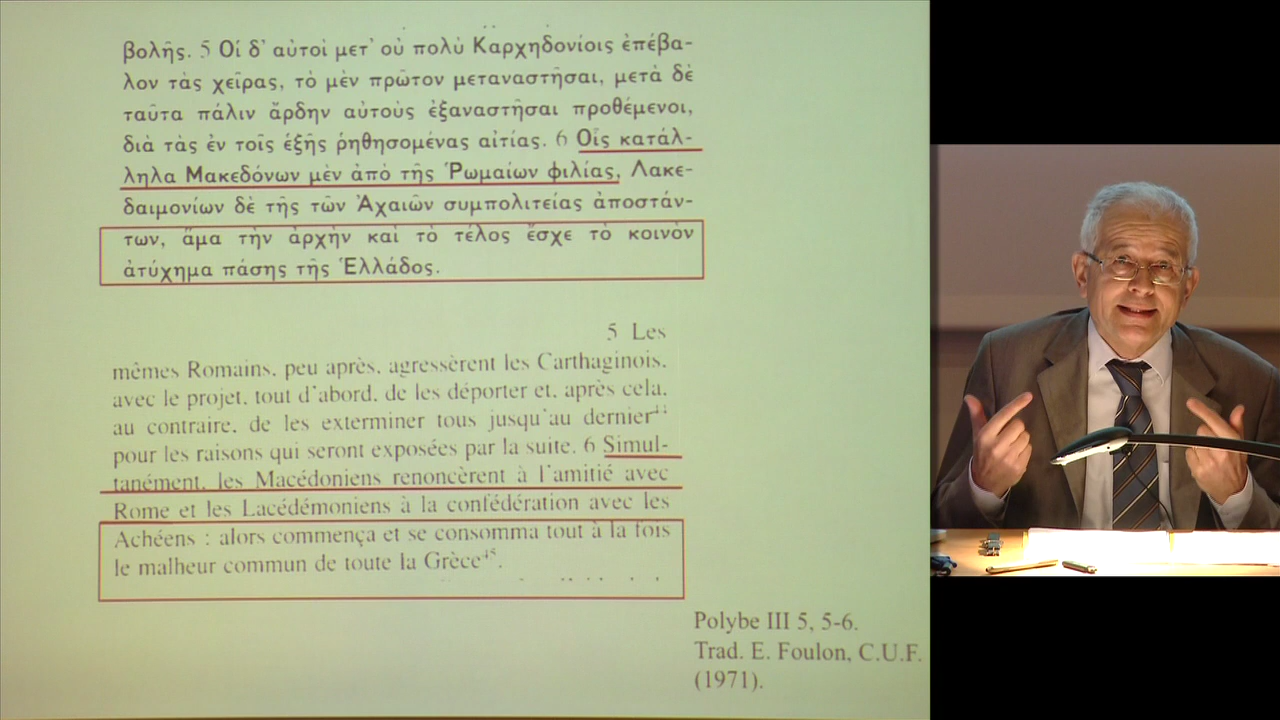 βολῆς. 5 Οἱ δ' αὐτοὶ μετ' οὐ πολὺ Καρχηδονίοις ἐπέβα-
λον τὰς χεῖρας, τὸ μὲν πρῶτον μεταναστῆσαι, μετὰ δὲ
ταῦτα πάλιν ἄρδην αὐτοὺς ἐξαναστῆσαι προθέμενοι,
διὰ τὰς ἐν τοῖς ἑξῆς ῥηθησομένας αἰτίας. 6 Οἷς κατάλ-
ληλα Μακεδόνων μὲν ἀπὸ τῆς Ῥωμαίων φιλίας, Λακε-
δαιμονίων δὲ τῆς τῶν Ἀχαιῶν συμπολιτείας ἀποστάν-
των, ἅμα τὴν ἀρχὴν καὶ τὸ τέλος ἔσχε τὸ κοινὸν
ἀτύχημα πάσης τῆς Ἑλλάδος.
5 Les
mêmes Romains, peu après, agressèrent les Carthaginois,
avec le projet, tout d'abord, de les déporter et, après cela,
au contraire, de les exterminer tous jusqu'au dernier⁴⁴
pour les raisons qui seront exposées par la suite. 6 Simul-
tanément, les Macédoniens renoncèrent à l'amitié avec
Rome et les Lacédémoniens à la confédération avec les
Achéens : alors commença et se consomma tout à la fois
le malheur commun de toute la Grèce⁴⁵.
Polybe III 5, 5-6.
Trad. E. Foulon, C.U.F.
(1971).